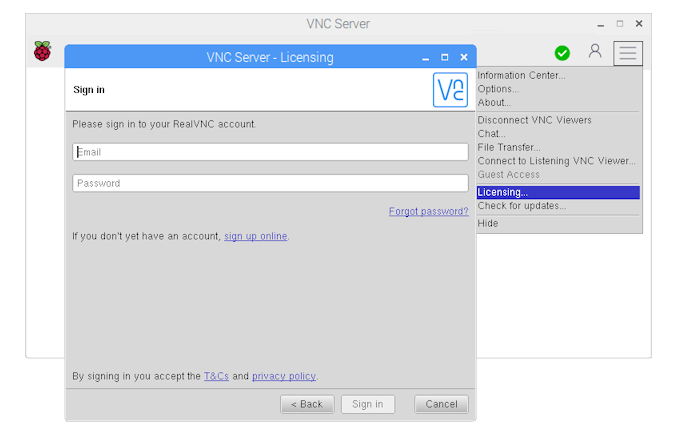 VNC Server
VNC Server - Licensing
Sign in
Please sign in to your RealVNC account.
Email
Password
Forgot password?
If you don't yet have an account, sign up online.
By signing in you accept the T&Cs and privacy policy.
< Back
Sign in
Cancel
Information Center...
Options...
About...
Disconnect VNC Viewers
Chat...
File Transfer...
Connect to Listening VNC Viewer...
Guest Access
Licensing...
Check for updates...
Hide